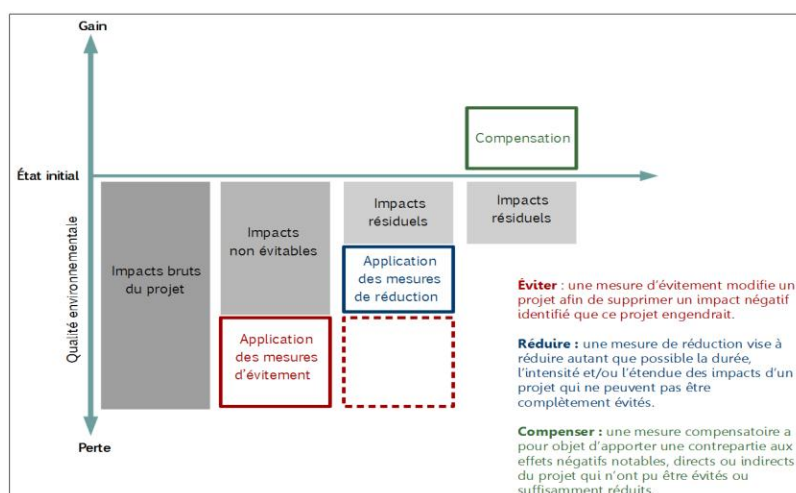 Gain
Compensation
État initial
Qualité environnementale
Impacts bruts
du projet
Impacts
non évitables
Application
des mesures
d'évitement
Impacts
résiduels
Application
des mesures
de réduction
Impacts
résiduels
Perte
Éviter : une mesure d'évitement modifie un
projet afin de supprimer un impact négatif
identifié que ce projet engendrait.
Réduire : une mesure de réduction vise à
réduire autant que possible la durée,
l'intensité et/ou l'étendue des impacts d'un
projet qui ne peuvent pas être
complètement évités.
Compenser : une mesure compensatoire a
pour objet d'apporter une contrepartie aux
effets négatifs notables, directs ou indirects
du projet qui n'ont pu être évités ou
suffisamment réduits.